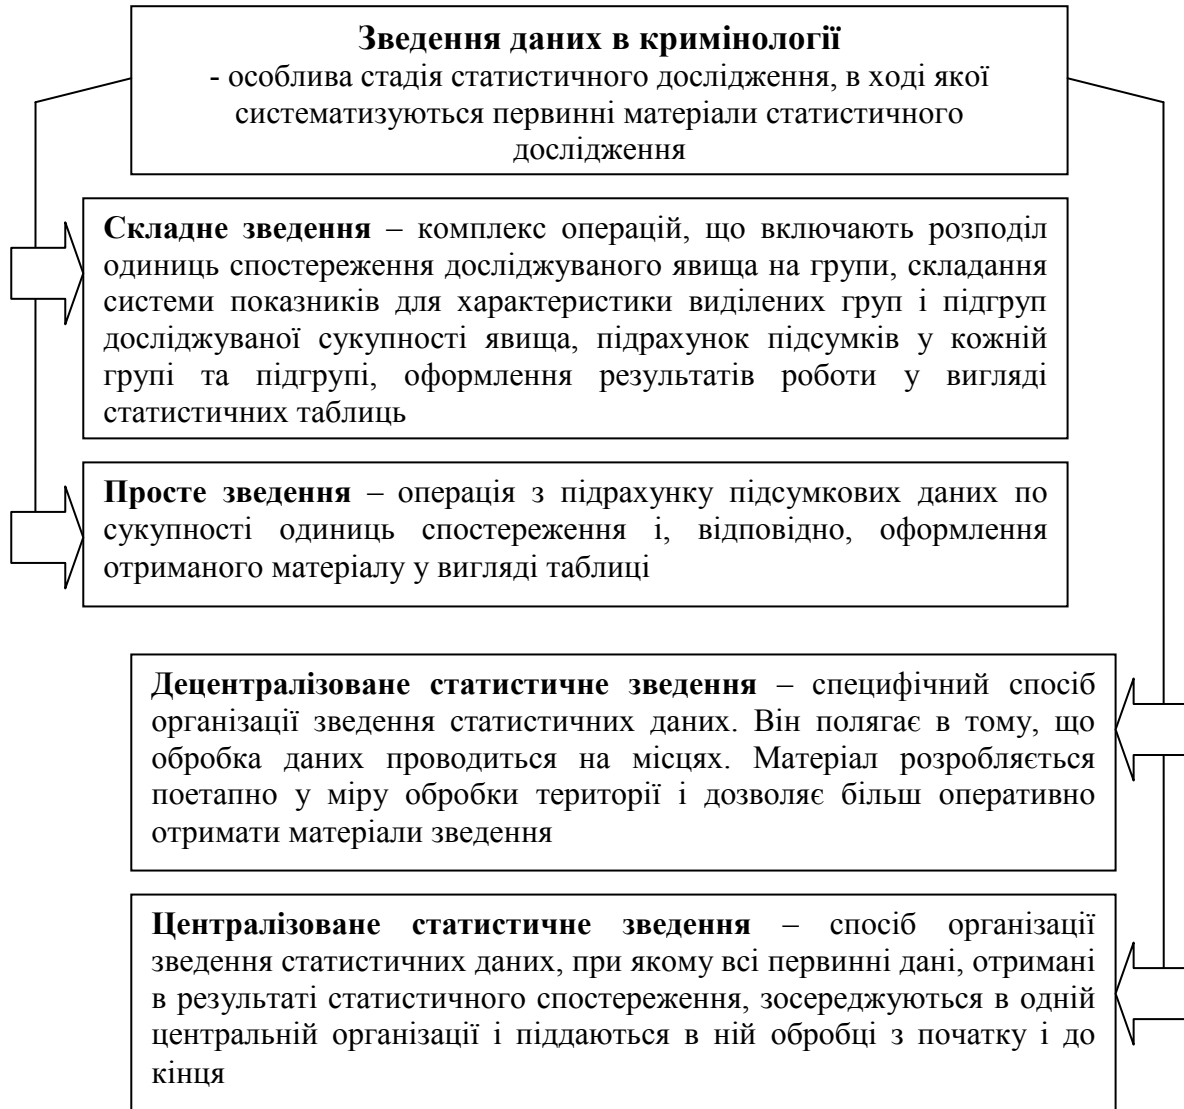 Зведення даних в кримінології
- особлива стадія статистичного дослідження, в ході якої
систематизуються первинні матеріали статистичного
дослідження
Складне зведення – комплекс операцій, що включають розподіл
одиниць спостереження досліджуваного явища на групи, складання
системи показників для характеристики виділених груп і підгруп
досліджуваної сукупності явища, підрахунок підсумків у кожній
групі та підгрупі, оформлення результатів роботи у вигляді
статистичних таблиць
Просте зведення – операція з підрахунку підсумкових даних по
сукупності одиниць спостереження і, відповідно, оформлення
отриманого матеріалу у вигляді таблиці
Децентралізоване статистичне зведення – специфічний спосіб
організації зведення статистичних даних. Він полягає в тому, що
обробка даних проводиться на місцях. Матеріал розробляється
поетапно у міру обробки території і дозволяє більш оперативно
отримати матеріали зведення
Централізоване статистичне зведення – спосіб організації
зведення статистичних даних, при якому всі первинні дані, отримані
в результаті статистичного спостереження, зосереджуються в одній
центральній організації і піддаються в ній обробці з початку і до
кінця